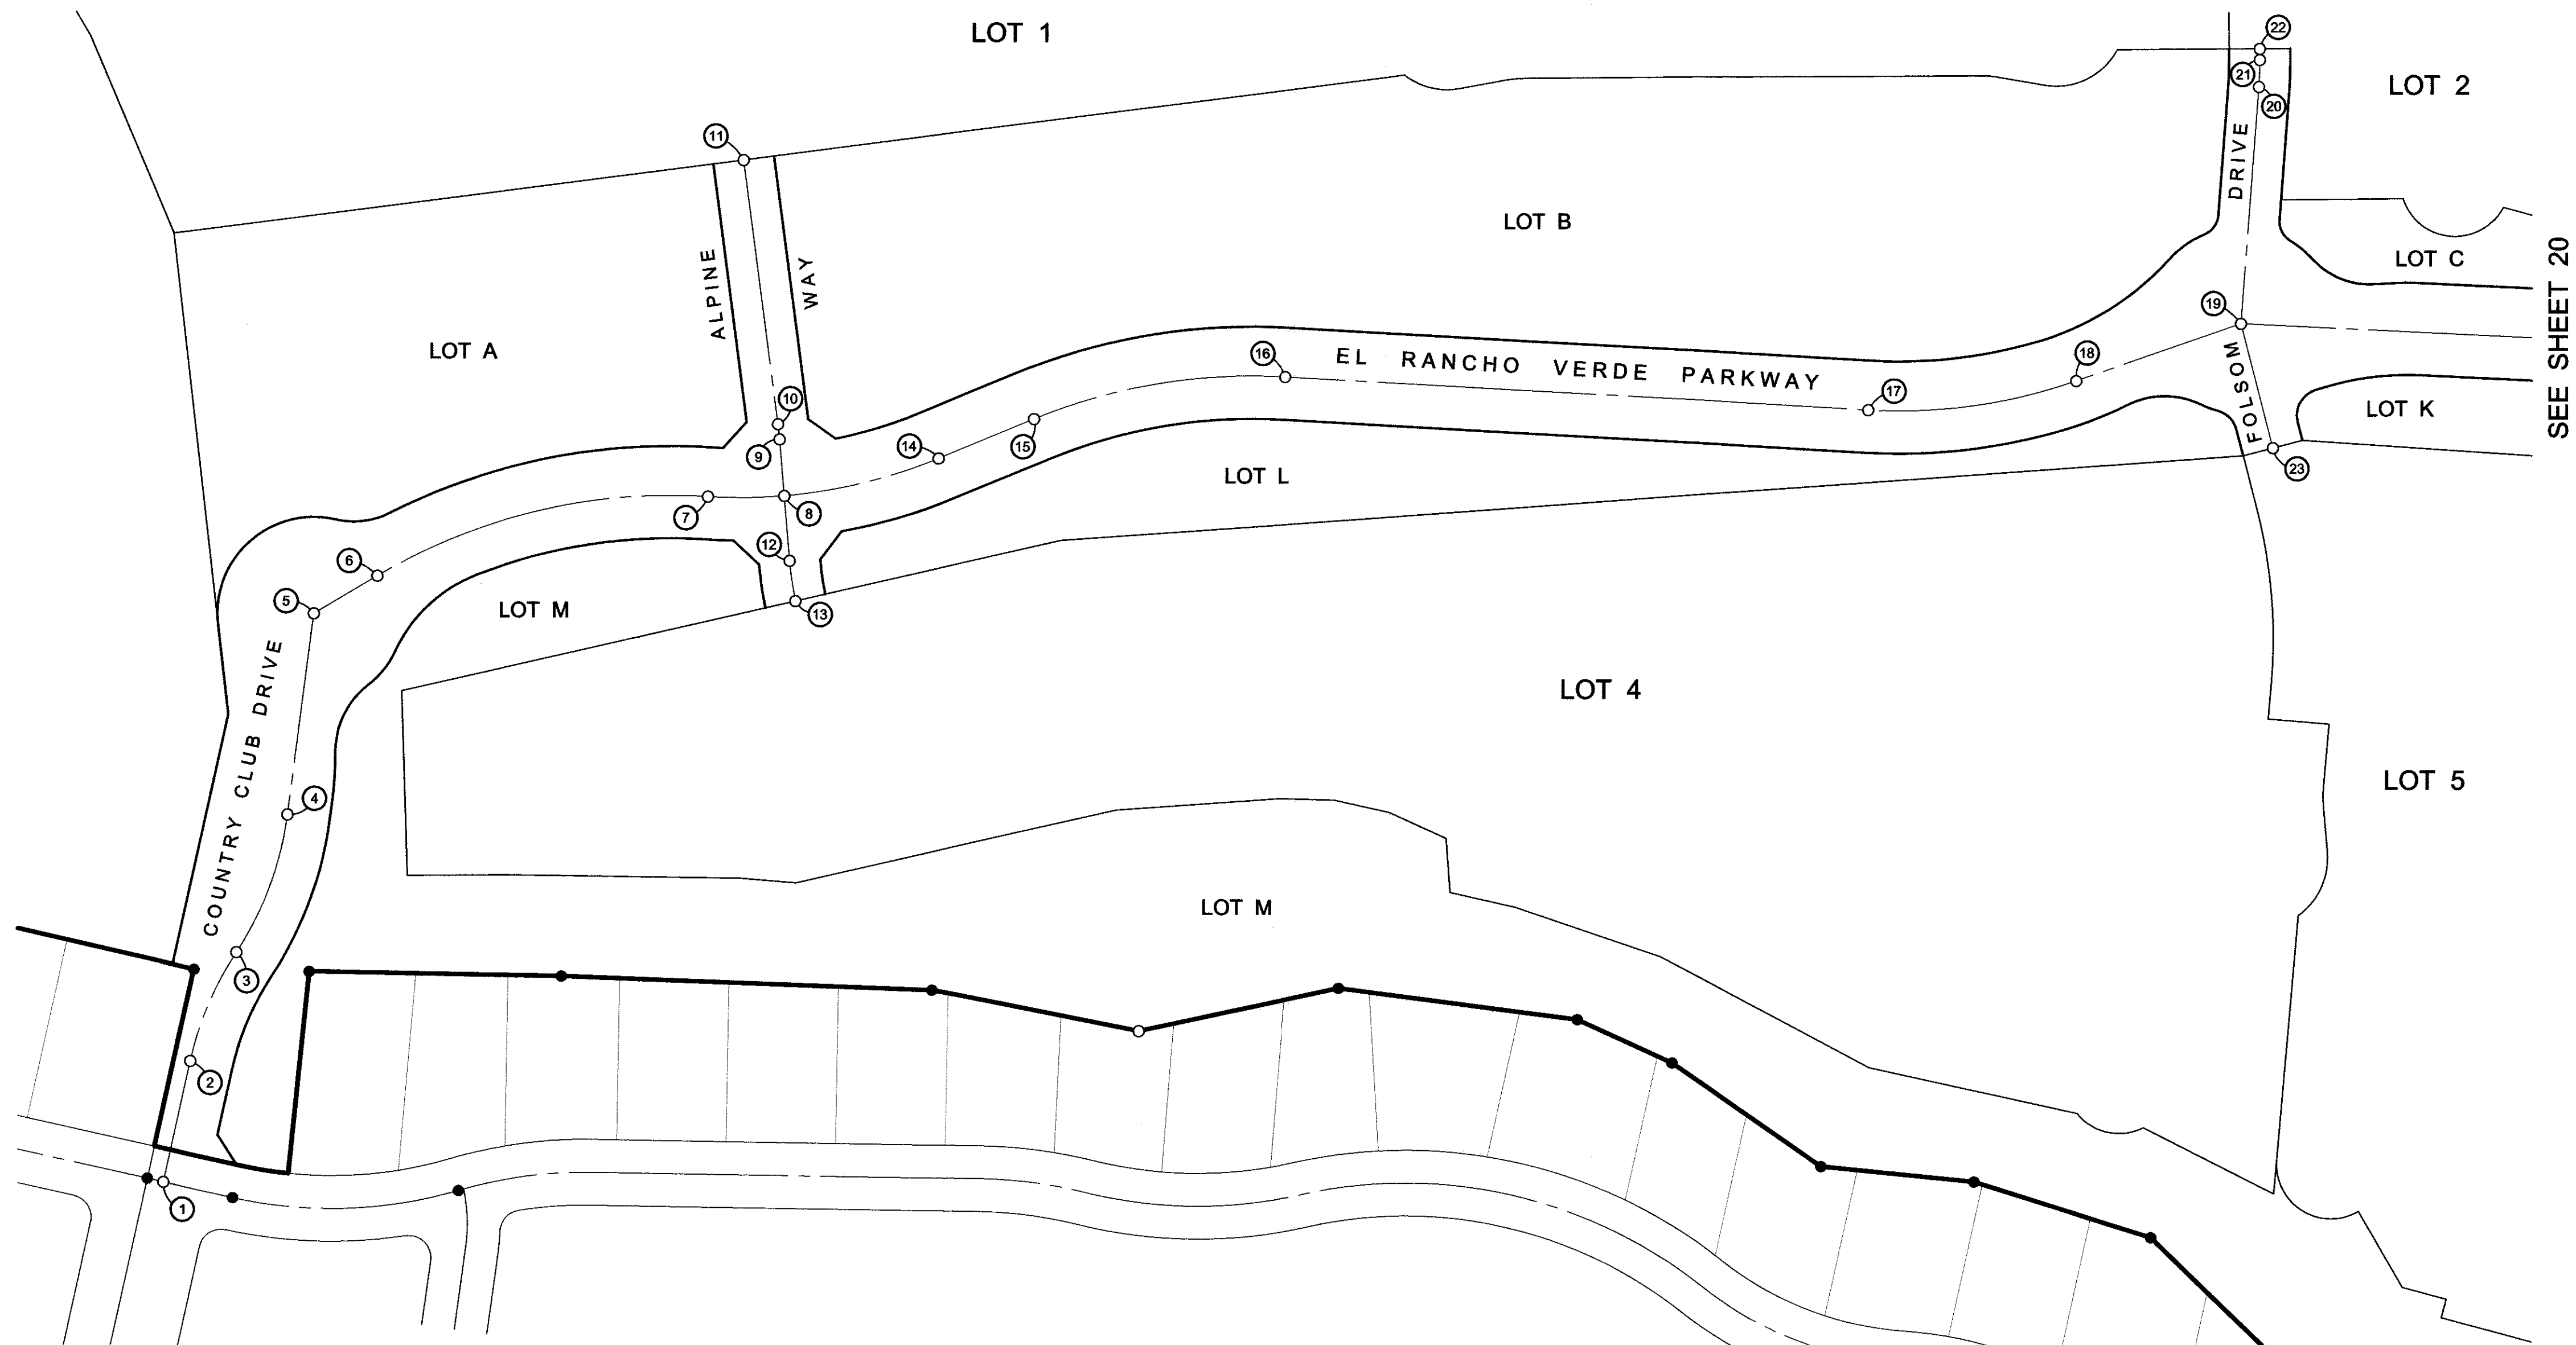 LOT 1
22
21
LOT 2
20
11
DRIVE
LOT B
SEE SHEET 20
LOT C
ALPINE
WAY
19
LOT A
16
EL RANCHO VERDE PARKWAY
18
17
FOLSOM
LOT K
10
9
14
15
LOT L
23
7
8
12
6
5
LOT M
13
COUNTRY CLUB DRIVE
LOT 4
LOT 5
4
LOT M
3
2
1